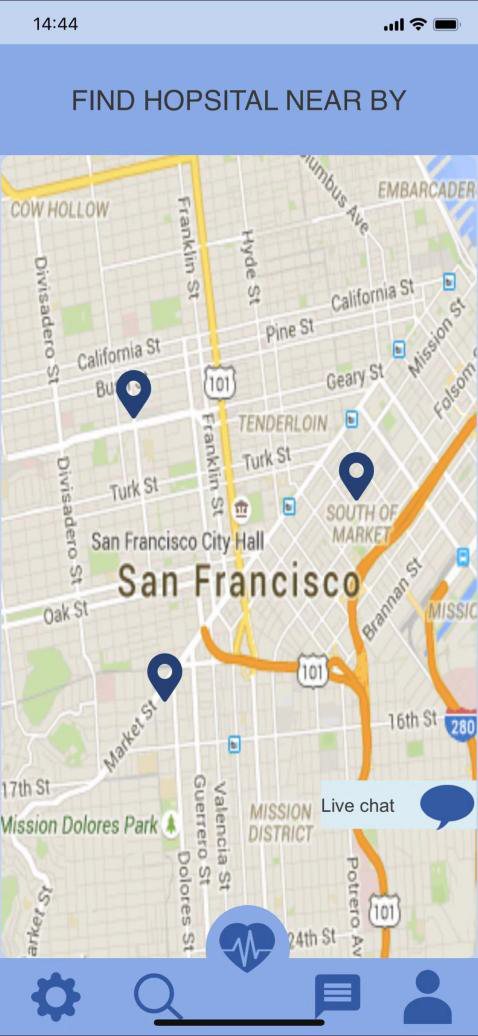 14:44
FIND HOPSITAL NEAR BY
EMBARCADER
COW HOLLOW
Franklin St
Hyde St
Divisadero St
California St
Mission St
Pine St
California St
Geary St
Folsom
101
TENDERLOIN
Franklin St
Turk St
Divisadero St
Turk St
SOUTH OF
MARKET
San Francisco City Hall
San Francisco
Brannan St
Oak St
MISSIO
101
Market St
16th St
280
17th St
Live chat
Guerrero St
Valencia St
MISSION
DISTRICT
Mission Dolores Park
Dolores St
Potrero Av
101
arket St
24th St